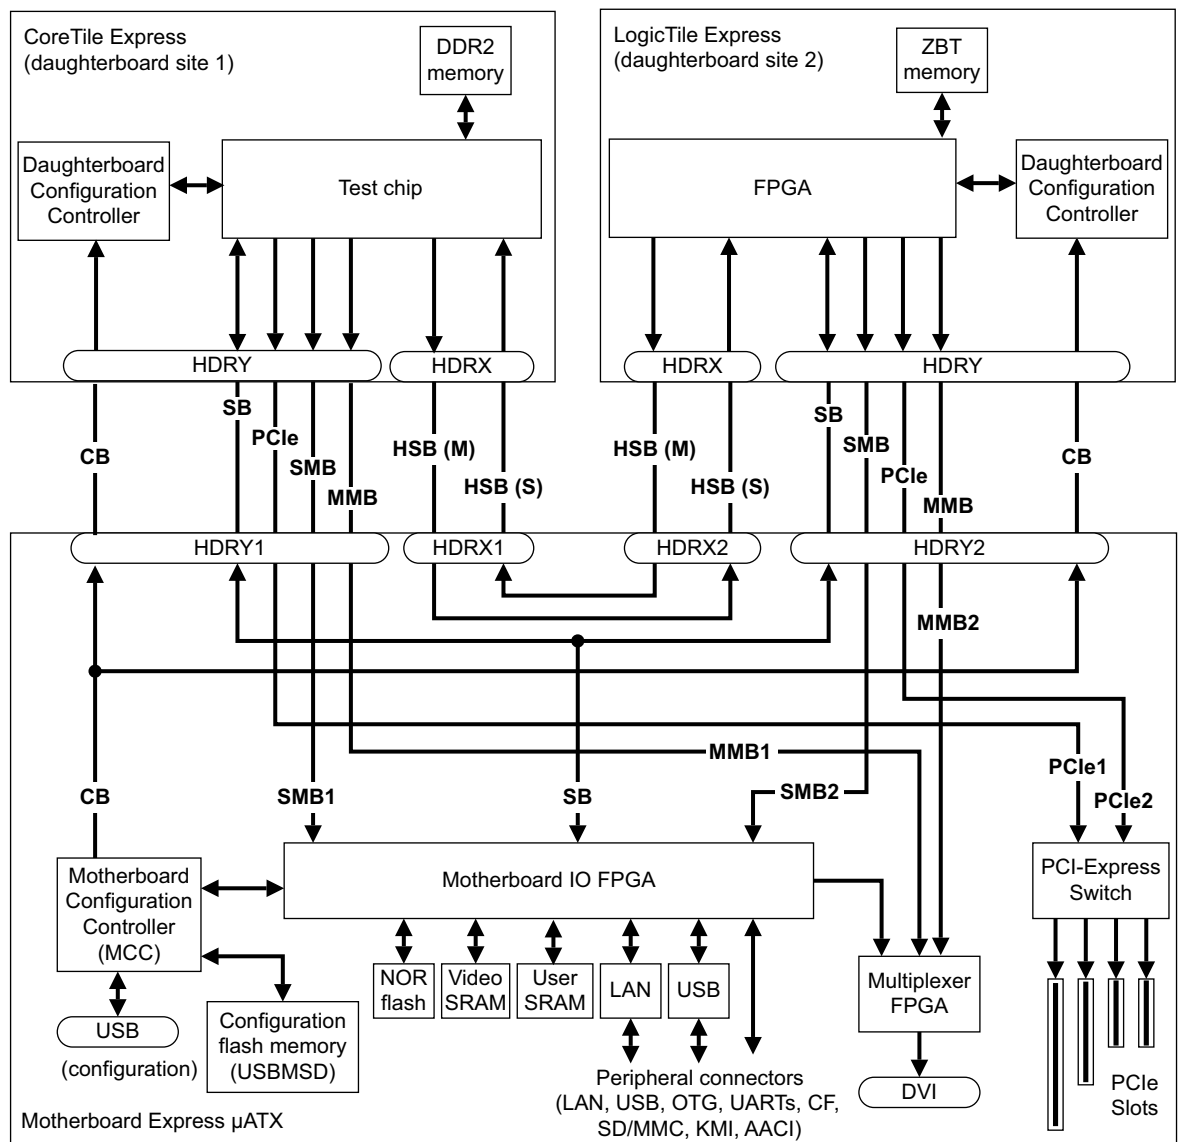 CoreTile Express
(daughterboard site 1)
DDR2
memory
LogicTile Express
(daughterboard site 2)
ZBT
memory
Daughterboard
Configuration
Controller
Test chip
FPGA
Daughterboard
Configuration
Controller
HDRY
HDRX
HDRX
HDRY
SB
PCIe
SMB
MMB
CB
HSB (M)
HSB (S)
HSB (M)
HSB (S)
SB
SMB
PCIe
MMB
CB
HDRY1
HDRX1
HDRX2
HDRY2
MMB2
MMB1
PCIe1
PCIe2
CB
SMB1
SB
SMB2
Motherboard
Configuration
Controller
(MCC)
Motherboard IO FPGA
PCI-Express
Switch
NOR
flash
Video
SRAM
User
SRAM
LAN
USB
Multiplexer
FPGA
USB
(configuration)
Configuration
flash memory
(USBMSD)
Peripheral connectors
(LAN, USB, OTG, UARTs, CF,
SD/MMC, KMI, AACI)
DVI
PCIe
Slots
Motherboard Express µATX